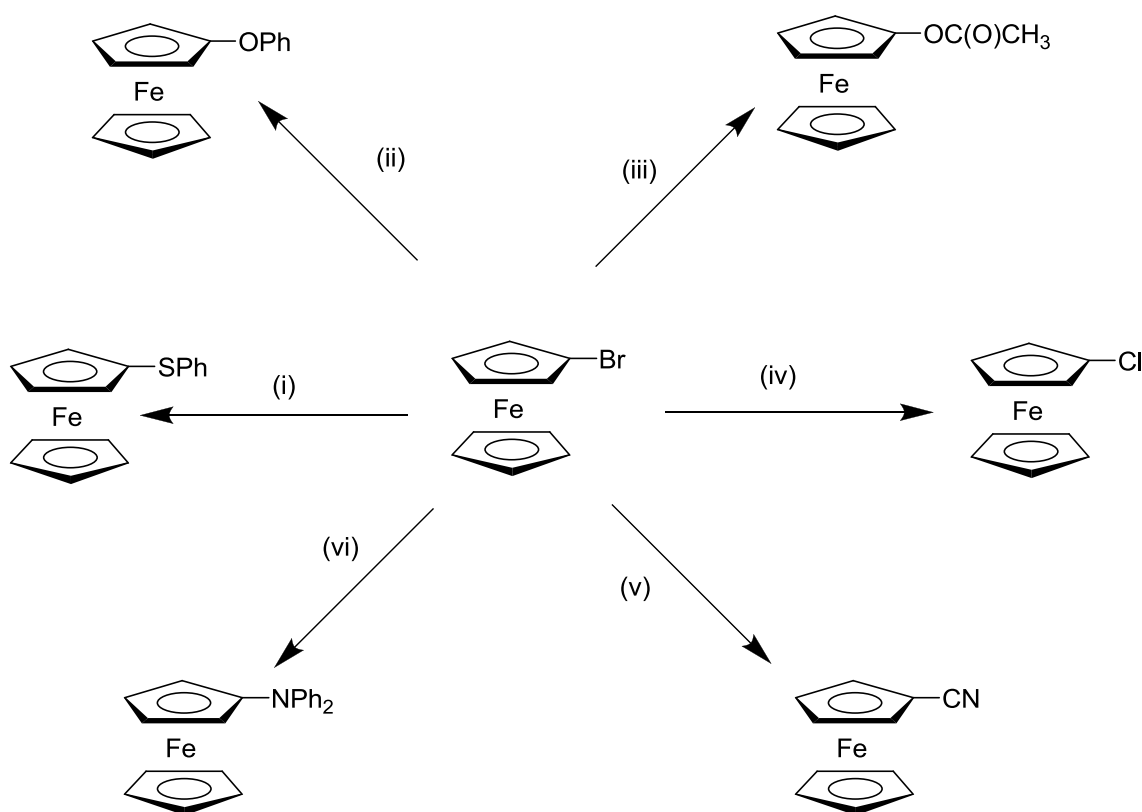 OPh
Fe
(ii)
OC(O)CH3
Fe
(iii)
SPh
Fe
(i)
Br
Fe
(iv)
Cl
Fe
(vi)
(v)
NPh2
Fe
CN
Fe